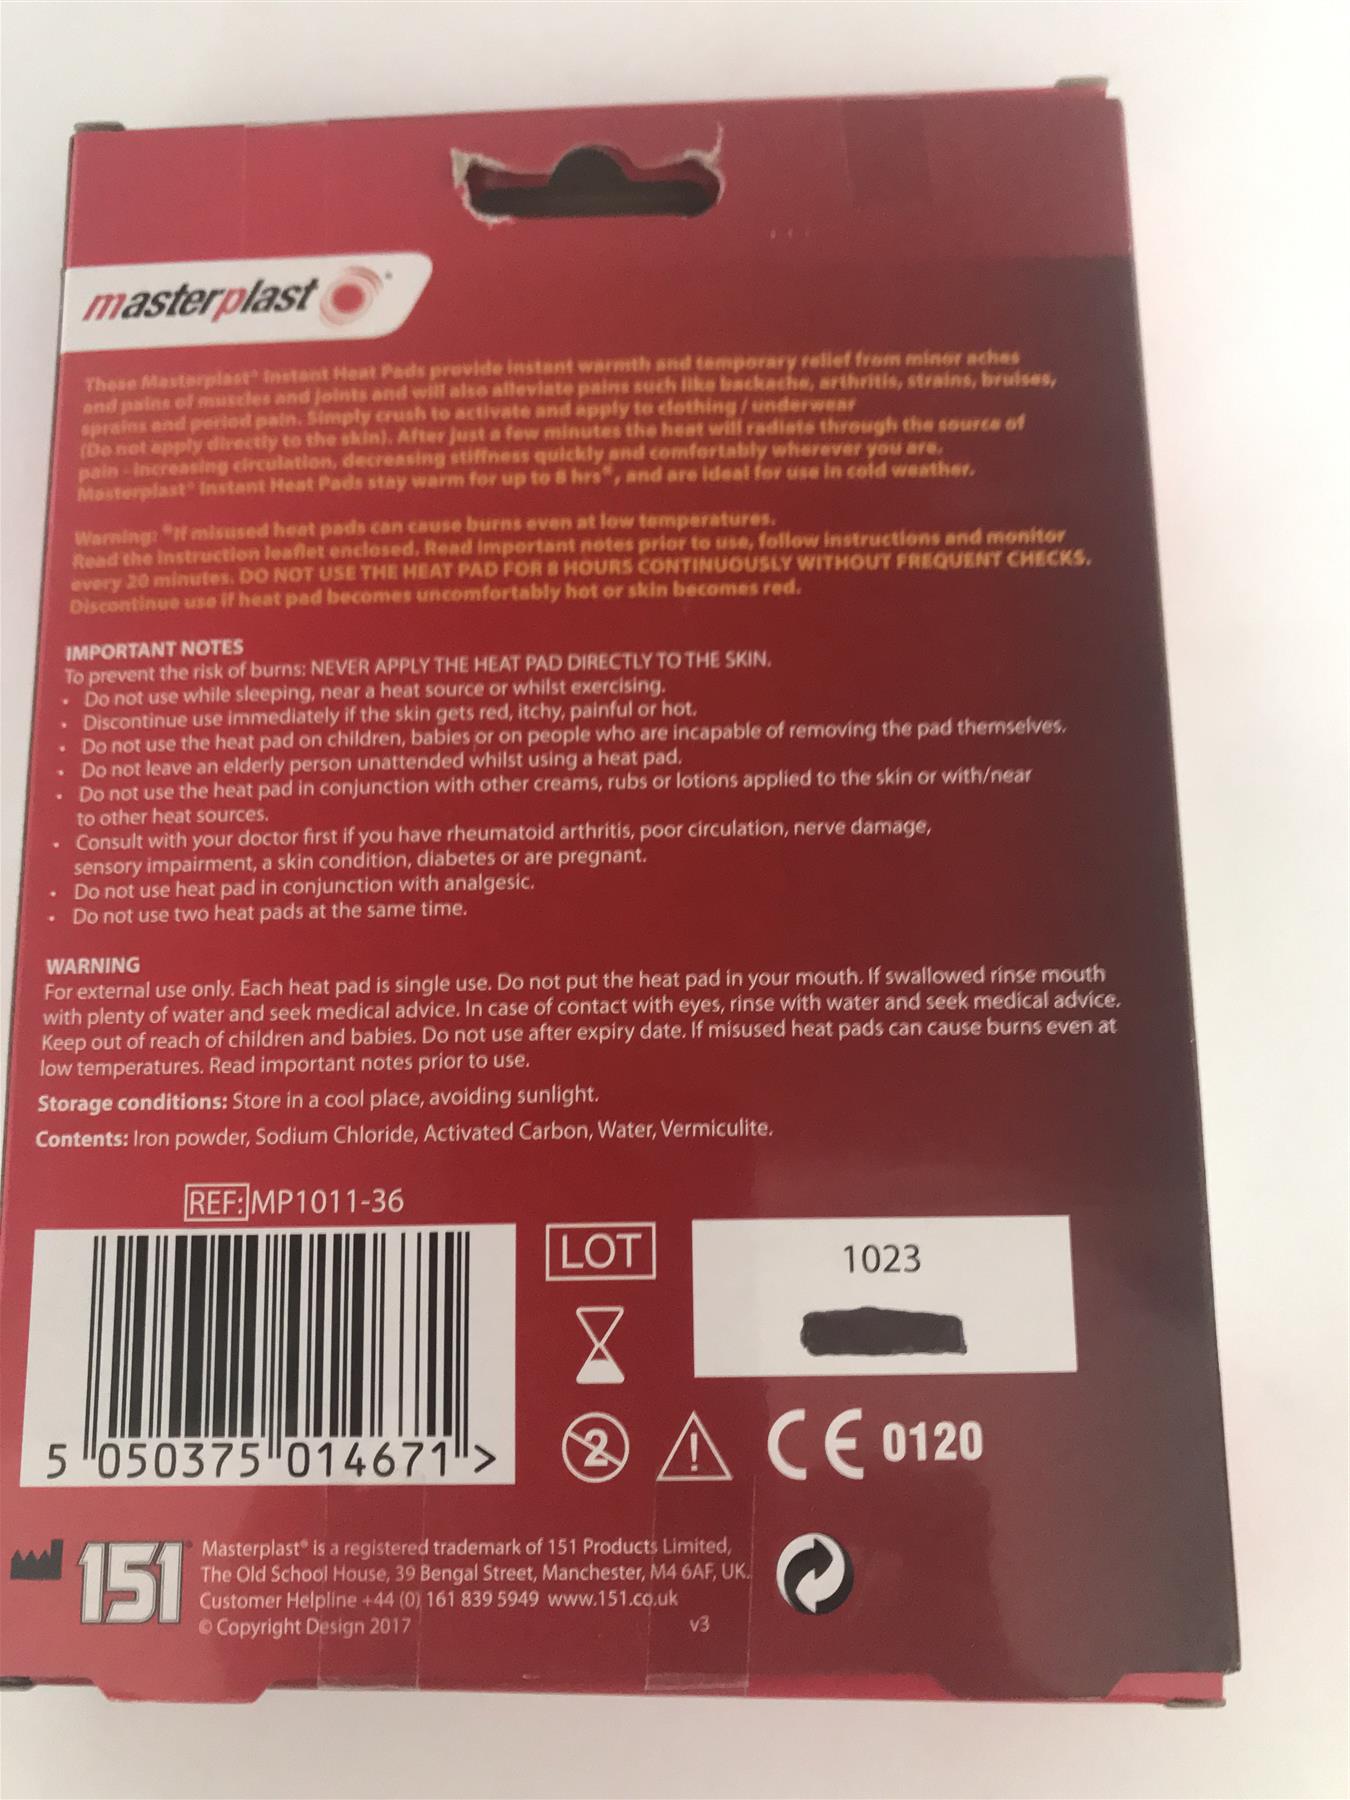 masterplast
These Masterplast® Instant Heat Pads provide instant warmth and temporary relief from minor aches
and pains of muscles and joints and will also alleviate pains such like backache, arthritis, strains, bruises,
sprains and period pain. Simply crush to activate and apply to clothing / underwear
(Do not apply directly to the skin). After just a few minutes the heat will radiate through the source of
pain - increasing circulation, decreasing stiffness quickly and comfortably wherever you are.
Masterplast® Instant Heat Pads stay warm for up to 8 hrs*, and are ideal for use in cold weather.
Warning: *If misused heat pads can cause burns even at low temperatures.
Read the instruction leaflet enclosed. Read important notes prior to use, follow instructions and monitor
every 20 minutes. DO NOT USE THE HEAT PAD FOR 8 HOURS CONTINUOUSLY WITHOUT FREQUENT CHECKS.
Discontinue use if heat pad becomes uncomfortably hot or skin becomes red.
IMPORTANT NOTES
To prevent the risk of burns: NEVER APPLY THE HEAT PAD DIRECTLY TO THE SKIN.
• Do not use while sleeping, near a heat source or whilst exercising.
• Discontinue use immediately if the skin gets red, itchy, painful or hot.
• Do not use the heat pad on children, babies or on people who are incapable of removing the pad themselves.
• Do not leave an elderly person unattended whilst using a heat pad.
• Do not use the heat pad in conjunction with other creams, rubs or lotions applied to the skin or with/near
to other heat sources.
• Consult with your doctor first if you have rheumatoid arthritis, poor circulation, nerve damage,
sensory impairment, a skin condition, diabetes or are pregnant.
• Do not use heat pad in conjunction with analgesic.
• Do not use two heat pads at the same time.
WARNING
For external use only. Each heat pad is single use. Do not put the heat pad in your mouth. If swallowed rinse mouth
with plenty of water and seek medical advice. In case of contact with eyes, rinse with water and seek medical advice.
Keep out of reach of children and babies. Do not use after expiry date. If misused heat pads can cause burns even at
low temperatures. Read important notes prior to use.
Storage conditions: Store in a cool place, avoiding sunlight.
Contents: Iron powder, Sodium Chloride, Activated Carbon, Water, Vermiculite.
REF: MP1011-36
LOT
1023
2 ! CE 0120
5 050375 014671 >
151
Masterplast® is a registered trademark of 151 Products Limited,
The Old School House, 39 Bengal Street, Manchester, M4 6AF, UK.
Customer Helpline +44 (0) 161 839 5949 www.151.co.uk
© Copyright Design 2017 v3